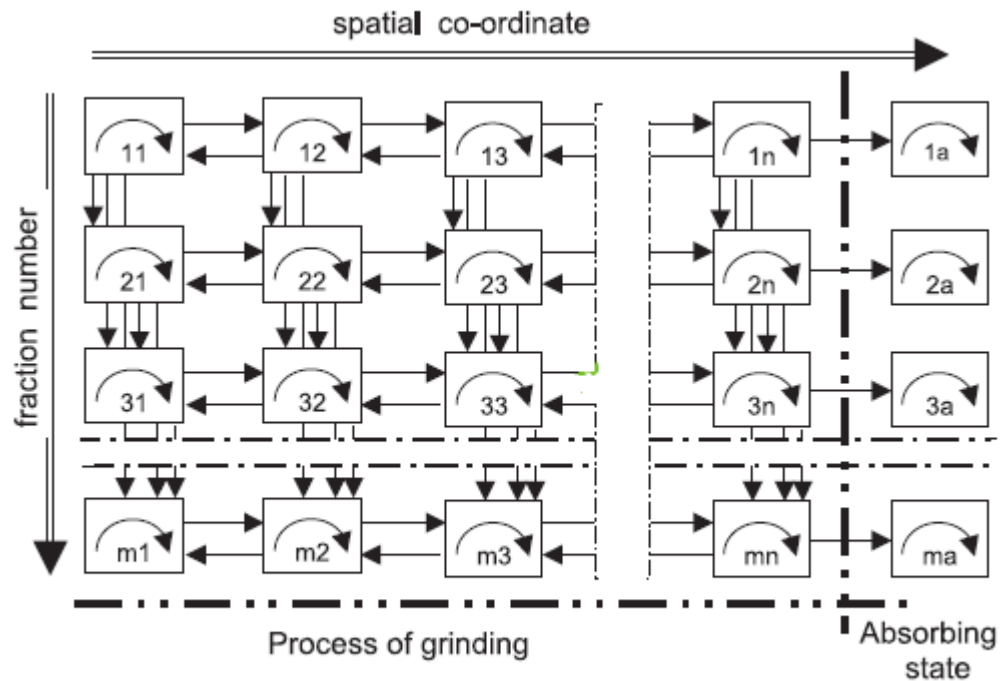 spatial co-ordinate
fraction number
11 12 13 1n 1a
21 22 23 2n 2a
31 32 33 3n 3a
m1 m2 m3 mn ma
Process of grinding
Absorbing
state